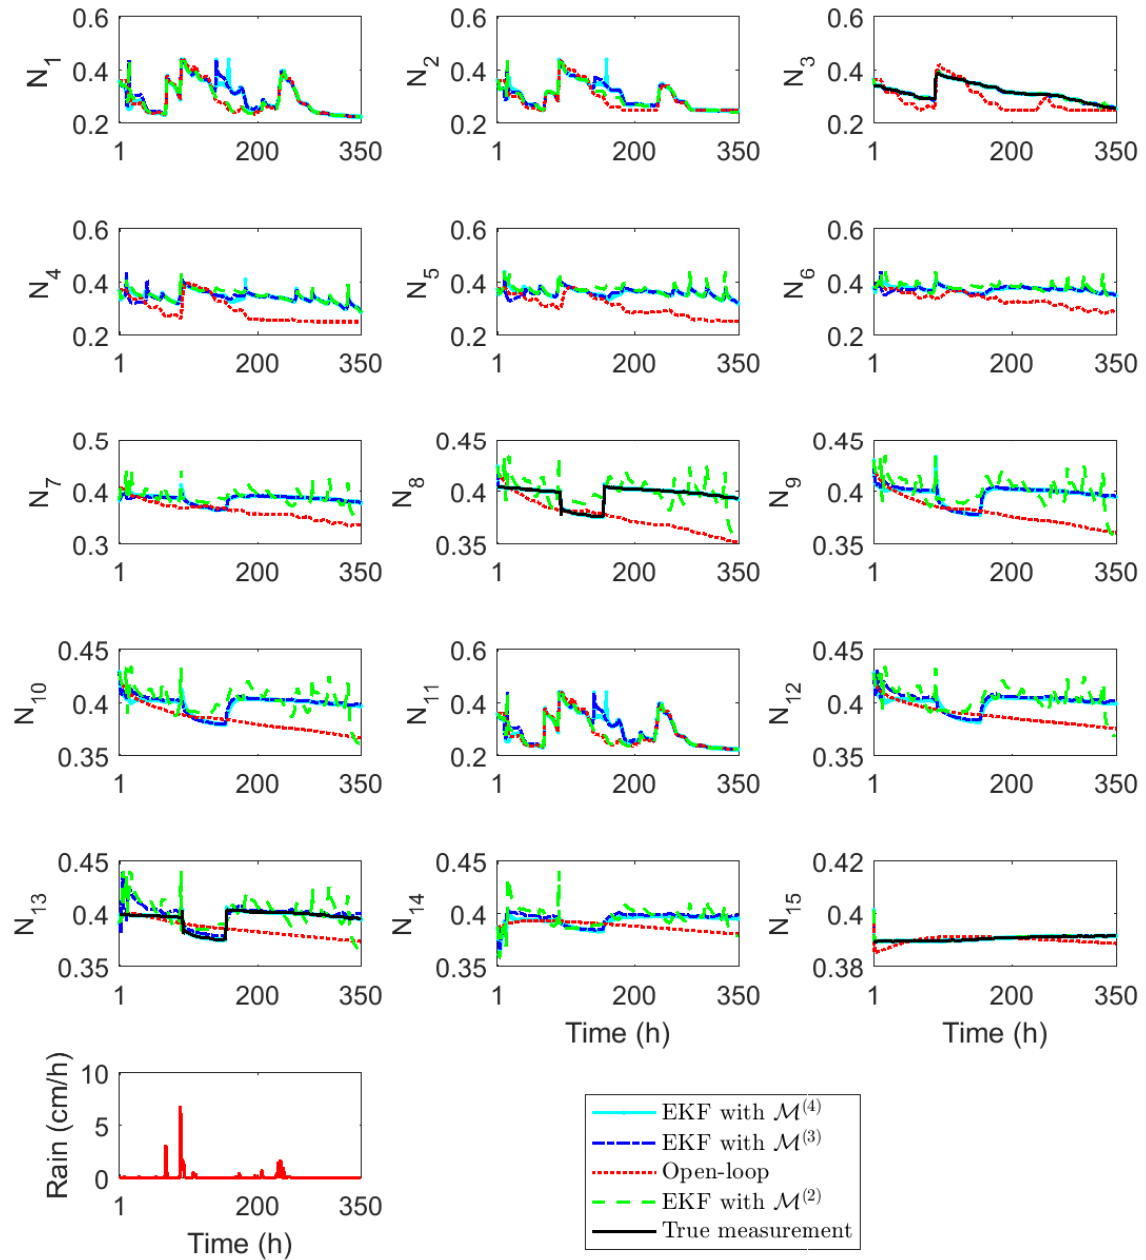 0.6 0.6 0.6
N1 0.4 N2 0.4 N3 0.4
0.2 0.2 0.2
1 200 350 1 200 350 1 200 350
0.6 0.6 0.6
N4 0.4 N5 0.4 N6 0.4
0.2 0.2 0.2
1 200 350 1 200 350 1 200 350
0.5 0.45 0.45
N7 0.4 N8 0.4 N9 0.4
0.3 0.35 0.35
1 200 350 1 200 350 1 200 350
0.45 0.6 0.45
N10 0.4 N11 0.4 N12 0.4
0.35 0.2 0.35
1 200 350 1 200 350 1 200 350
0.45 0.45 0.42
N13 0.4 N14 0.4 N15 0.4
0.35 0.35 0.38
1 200 350 1 200 350 1 200 350
Time (h) Time (h)
10
Rain (cm/h) 5
0
1 200 350
Time (h)
EKF with ℳ(4)
EKF with ℳ(3)
Open-loop
EKF with ℳ(2)
True measurement